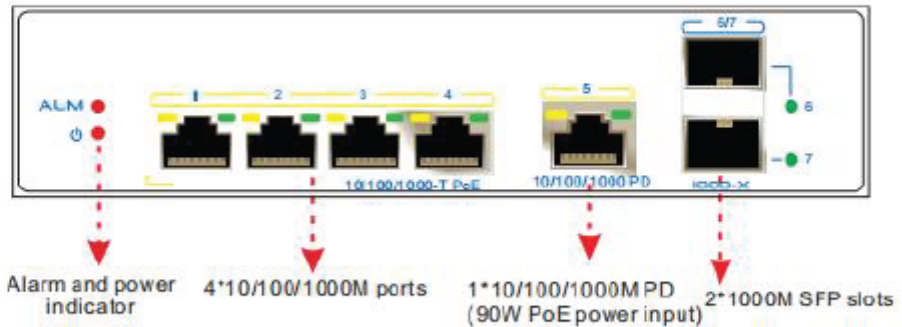 6/7
1 2 3 4 5
ALM
6
7
10/100/1000-T PoE
10/100/1000 PD
1000-X
Alarm and power
indicator
4*10/100/1000M ports
1*10/100/1000M PD
(90W PoE power input)
2*1000M SFP slots